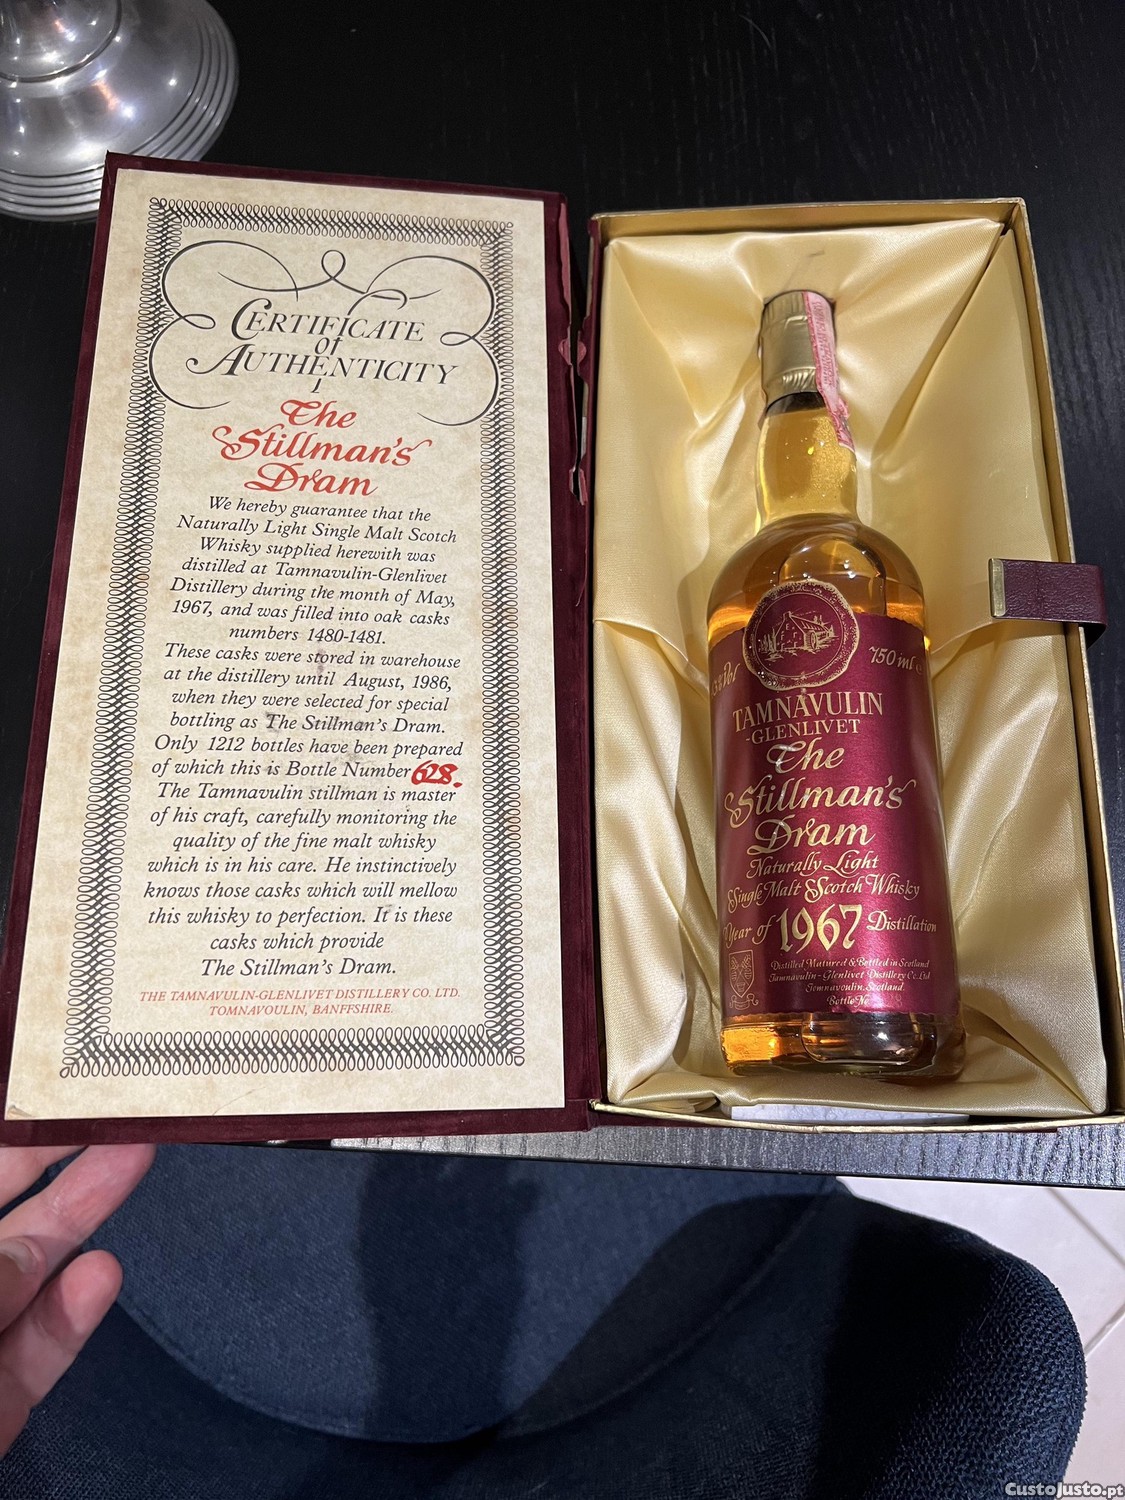 CERTIFICATE
of
AUTHENTICITY
The
Stillman's
Dram
We hereby guarantee that the
Naturally Light Single Malt Scotch
Whisky supplied herewith was
distilled at Tamnavulin-Glenlivet
Distillery during the month of May,
1967, and was filled into oak casks
numbers 1480-1481.
These casks were stored in warehouse
at the distillery until August, 1986,
when they were selected for special
bottling as The Stillman's Dram.
Only 1212 bottles have been prepared
of which this is Bottle Number 628.
The Tamnavulin stillman is master
of his craft, carefully monitoring the
quality of the fine malt whisky
which is in his care. He instinctively
knows those casks which will mellow
this whisky to perfection. It is these
casks which provide
The Stillman's Dram.
THE TAMNAVULIN-GLENLIVET DISTILLERY CO. LTD.
TOMNAVOULIN, BANFFSHIRE.
Vol
750 ml
TAMNAVULIN
-GLENLIVET
The
Stillman's
Dram
Naturally Light
Single Malt Scotch Whisky
Year of 1967 Distillation
Distilled Matured & Bottled in Scotland
Tamnavulin-Glenlivet Distillery Co. Ltd
Tomnavoulin, Scotland.
Bottle No
CustoJusto.pt